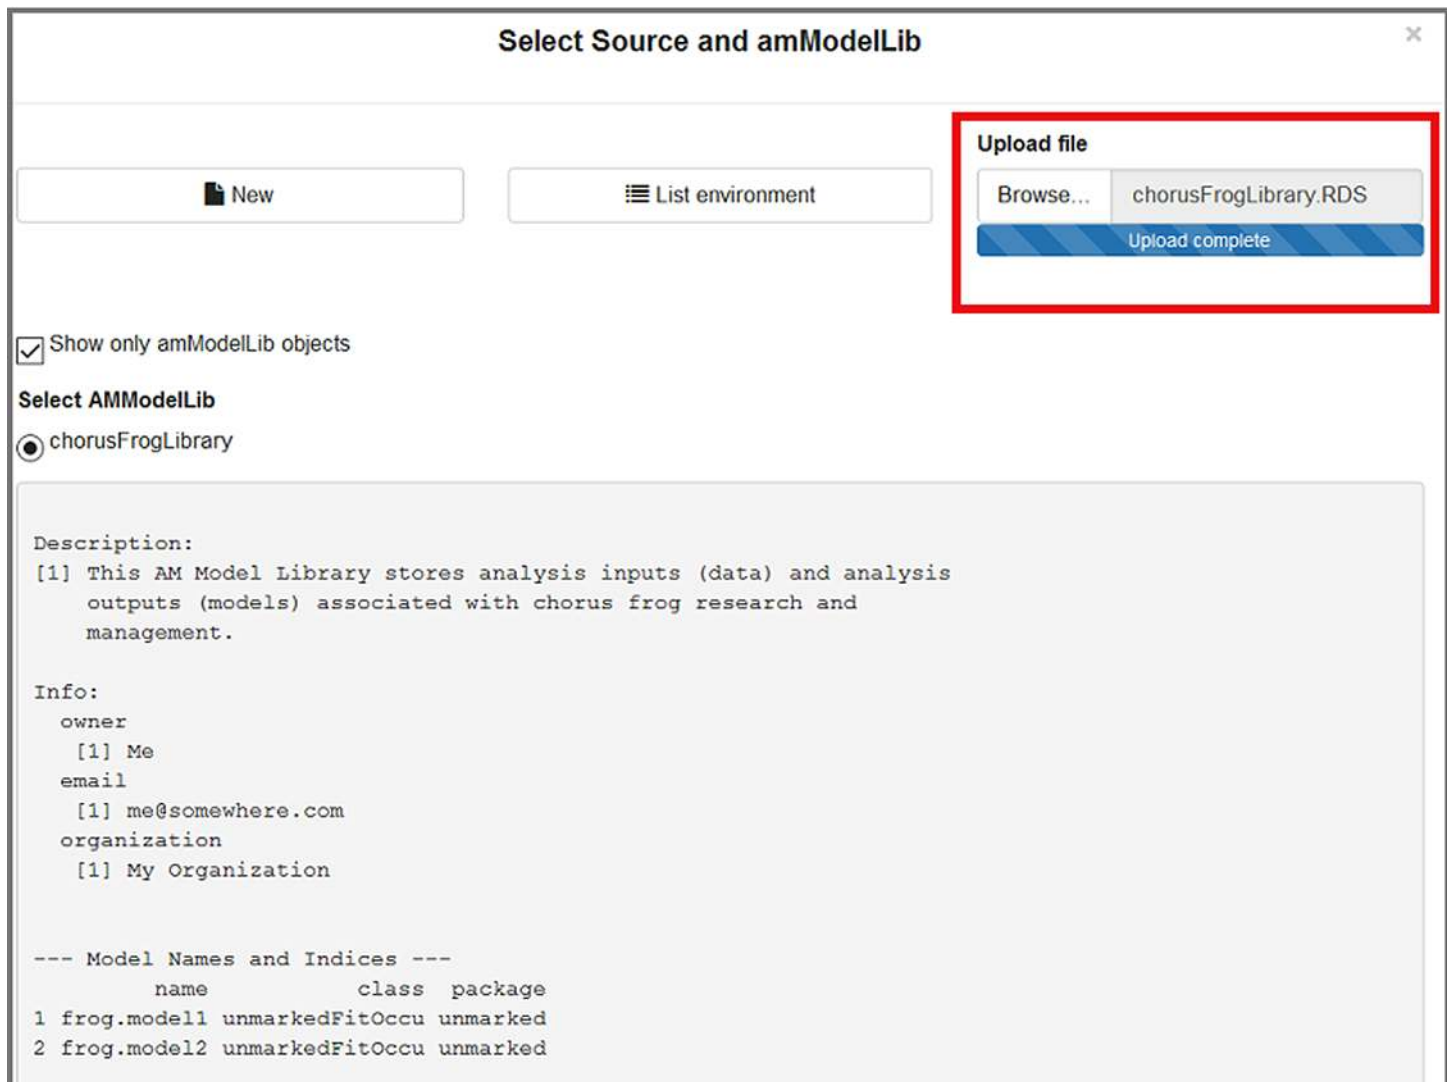 Select Source and amModelLib
×
Upload file
New
List environment
Browse...
chorusFrogLibrary.RDS
Upload complete
Show only amModelLib objects
Select AMModelLib
chorusFrogLibrary
Description:
[1] This AM Model Library stores analysis inputs (data) and analysis
outputs (models) associated with chorus frog research and
management.
Info:
owner
[1] Me
email
[1] me@somewhere.com
organization
[1] My Organization
--- Model Names and Indices ---
name class package
1 frog.model1 unmarkedFitOccu unmarked
2 frog.model2 unmarkedFitOccu unmarked